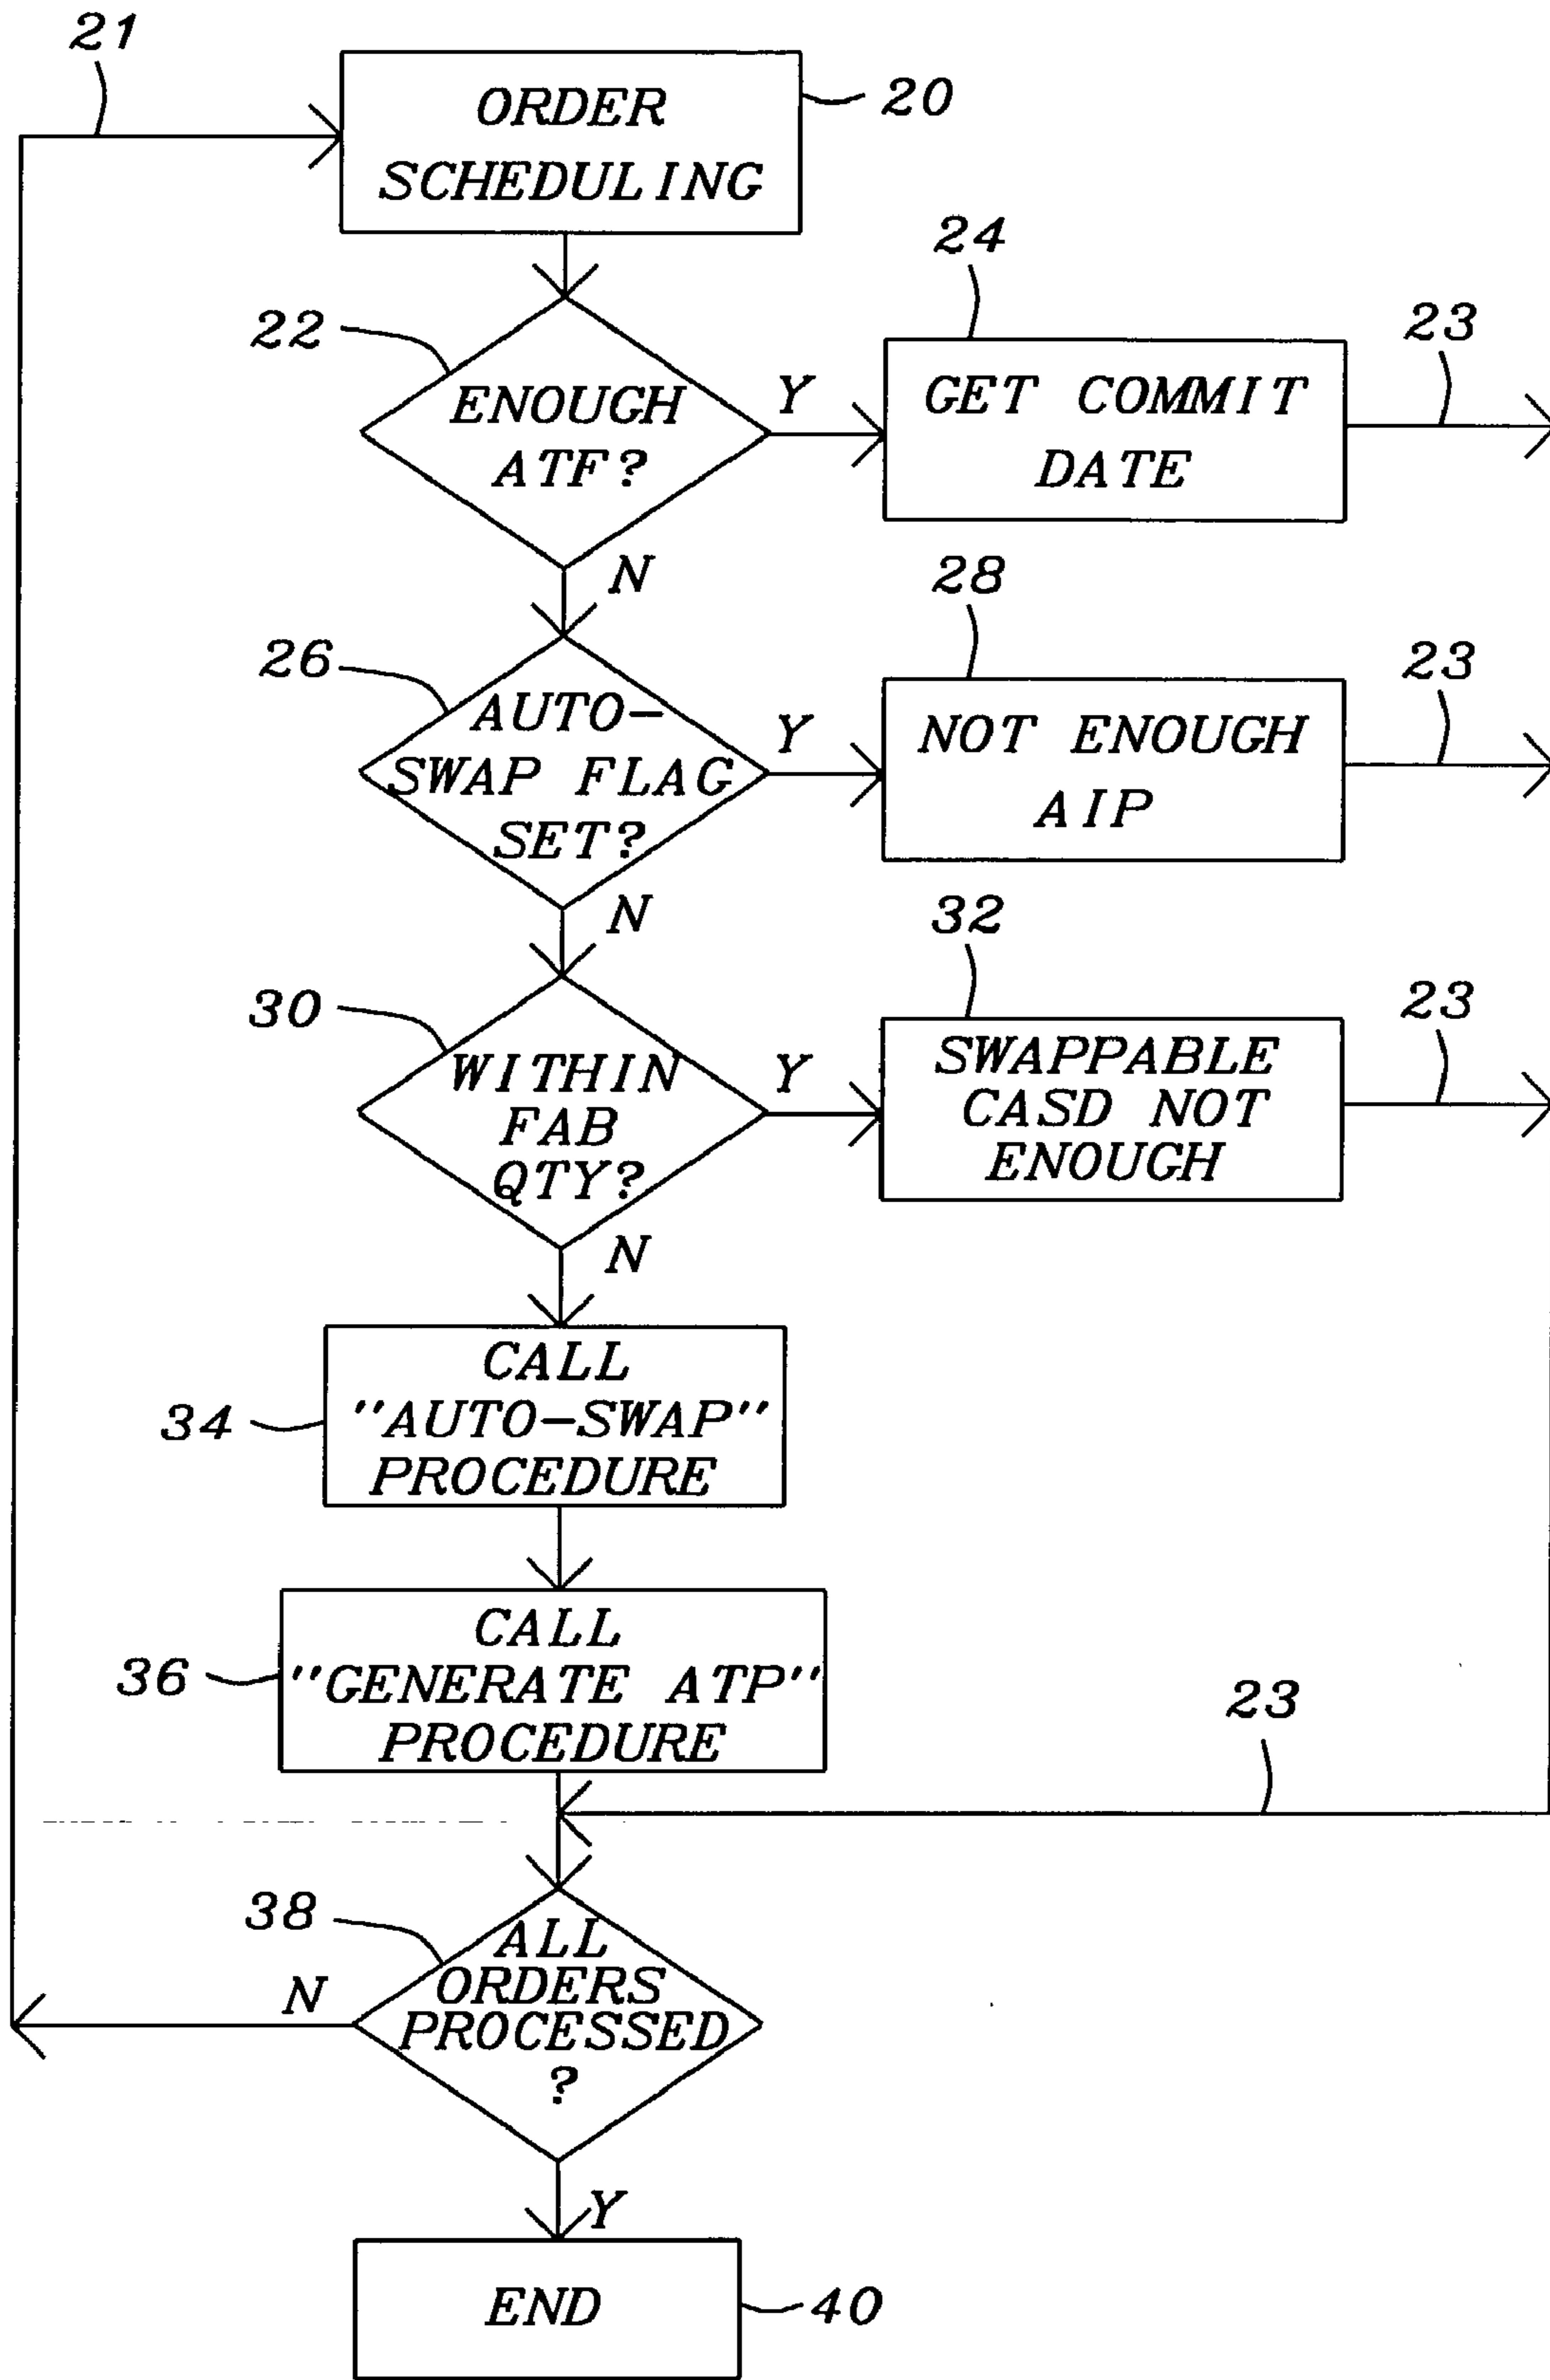 21
ORDER
SCHEDULING
20
24
23
22
ENOUGH
ATF?
Y
GET COMMIT
DATE
N
28
23
26
AUTO-
SWAP FLAG
SET?
Y
NOT ENOUGH
AIP
N
32
23
30
WITHIN
FAB
QTY?
Y
SWAPPABLE
CASD NOT
ENOUGH
N
34
CALL
"AUTO-SWAP"
PROCEDURE
36
CALL
"GENERATE ATP"
PROCEDURE
23
38
ALL
ORDERS
PROCESSED
?
N
Y
END
40